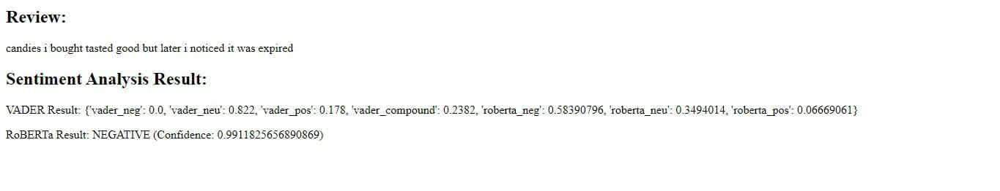 Review:
candies i bought tasted good but later i noticed it was expired
Sentiment Analysis Result:
VADER Result: {'vader_neg': 0.0, 'vader_neu': 0.822, 'vader_pos': 0.178, 'vader_compound': 0.2382, 'roberta_neg': 0.58390796, 'roberta_neu': 0.3494014, 'roberta_pos': 0.06669061}
RoBERTa Result: NEGATIVE (Confidence: 0.9911825656890869)